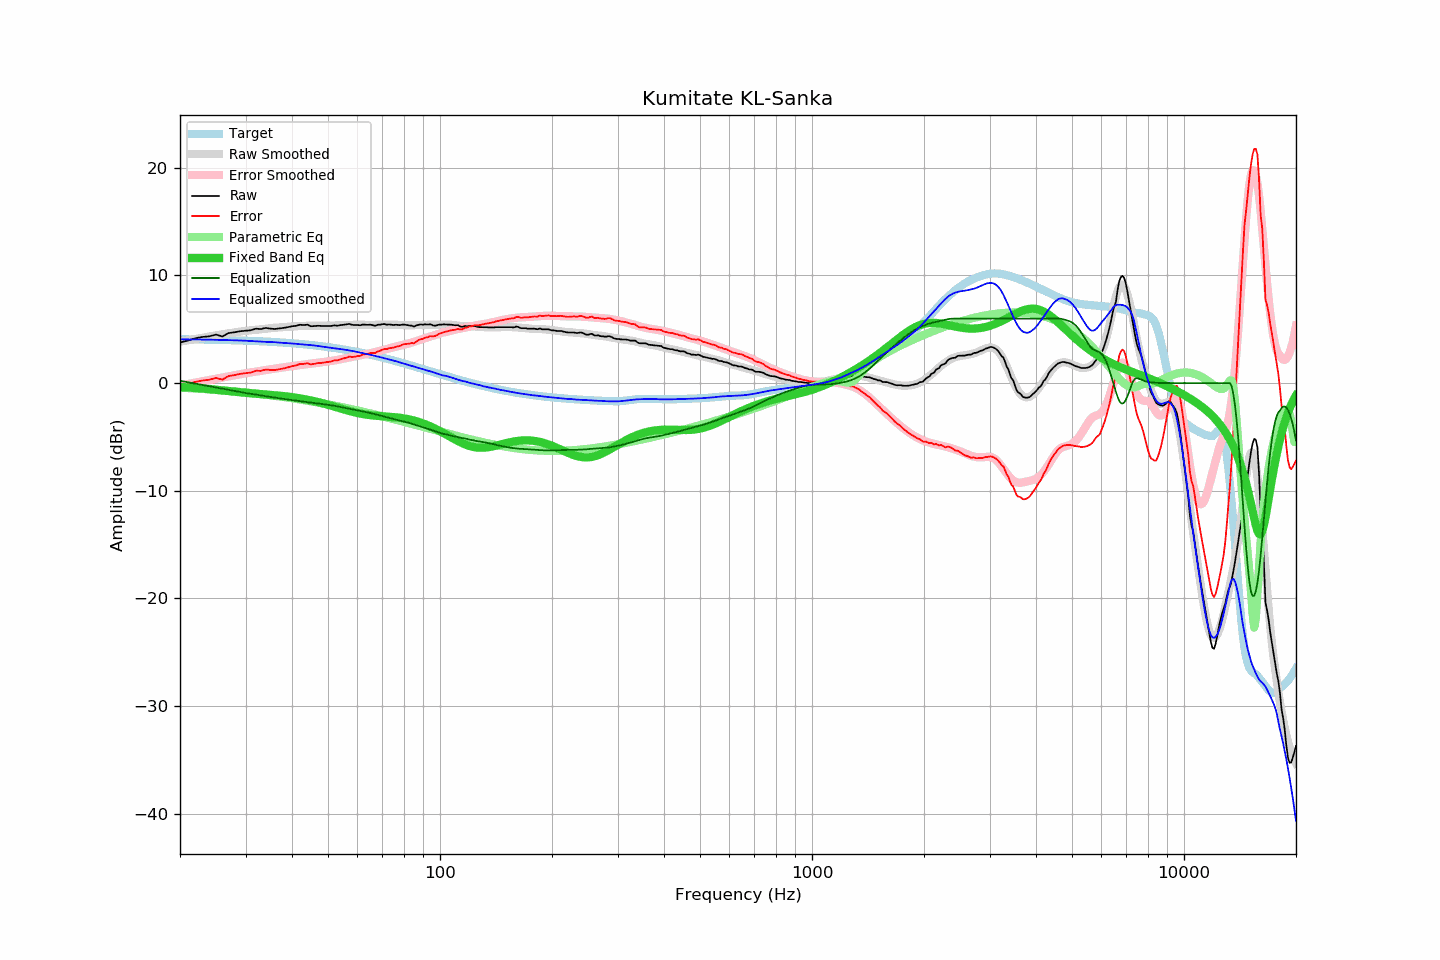 Kumitate KL-Sanka
Target
Raw Smoothed
Error Smoothed
Raw
Error
Parametric Eq
Fixed Band Eq
Equalization
Equalized smoothed
20
10
0
−10
−20
−30
−40
Amplitude (dBr)
100
1000
10000
Frequency (Hz)